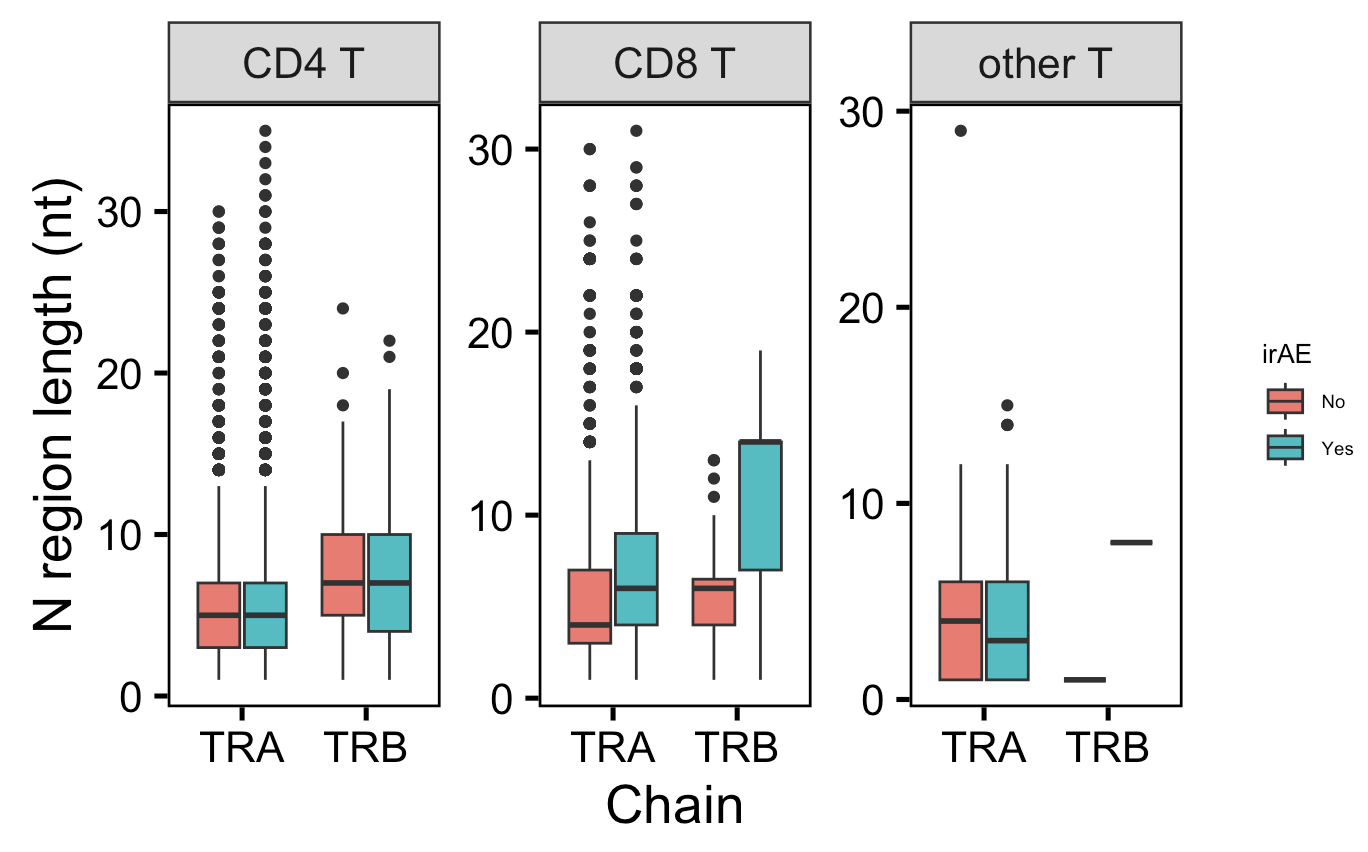 CD4 T
CD8 T
other T
N region length (nt)
30
20
10
0
30
20
10
0
30
20
10
0
TRA TRB
TRA TRB
TRA TRB
Chain
irAE
No
Yes